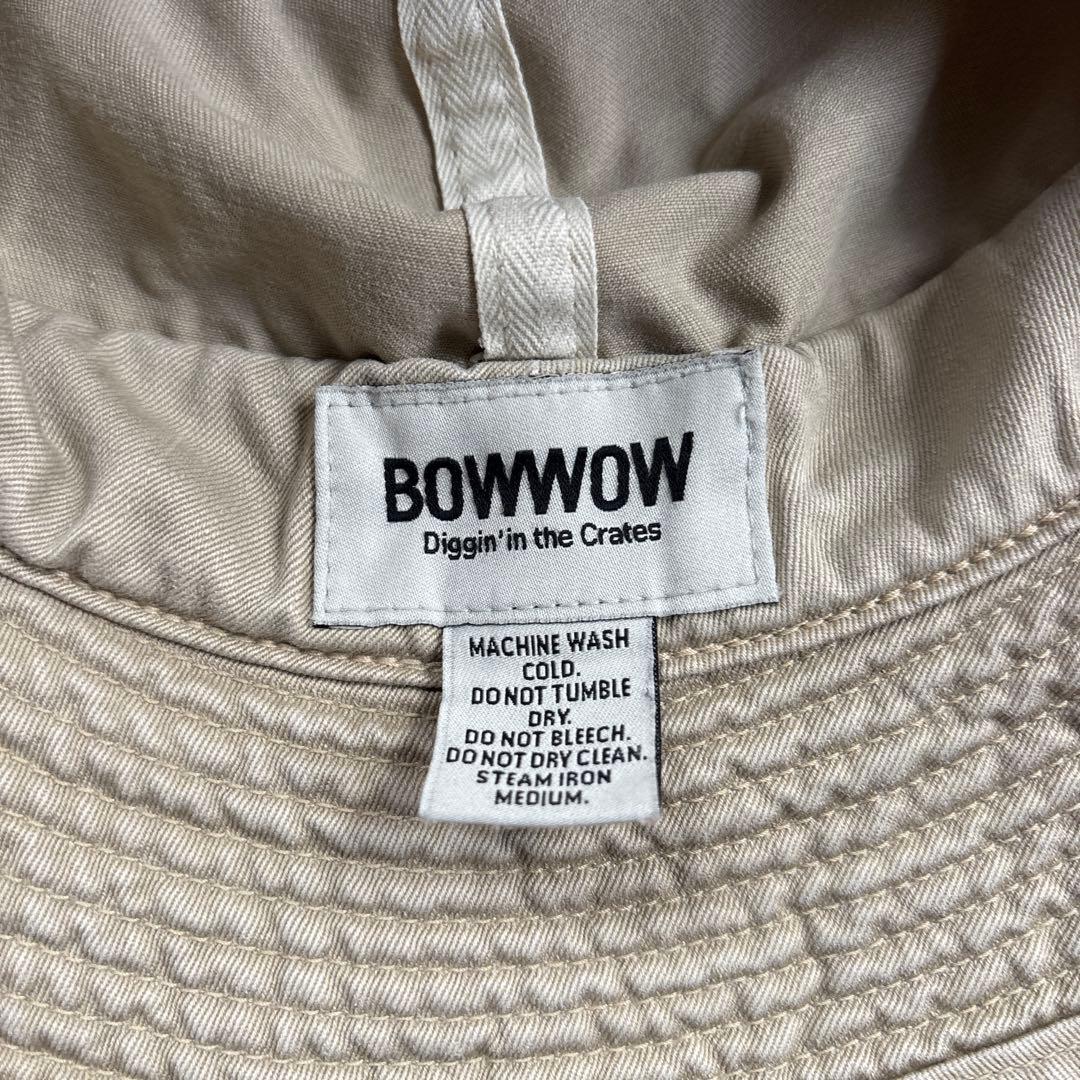 BOWWOW
Diggin' in the Crates
MACHINE WASH
COLD.
DO NOT TUMBLE
DRY.
DO NOT BLEECH.
DO NOT DRY CLEAN.
STEAM IRON
MEDIUM.